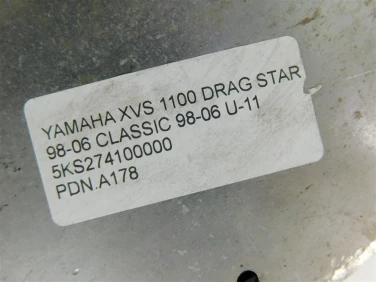 YAMAHA XVS 1100 DRAG STAR
98-06 CLASSIC 98-06 U-11
5KS274100000
PDN.A178